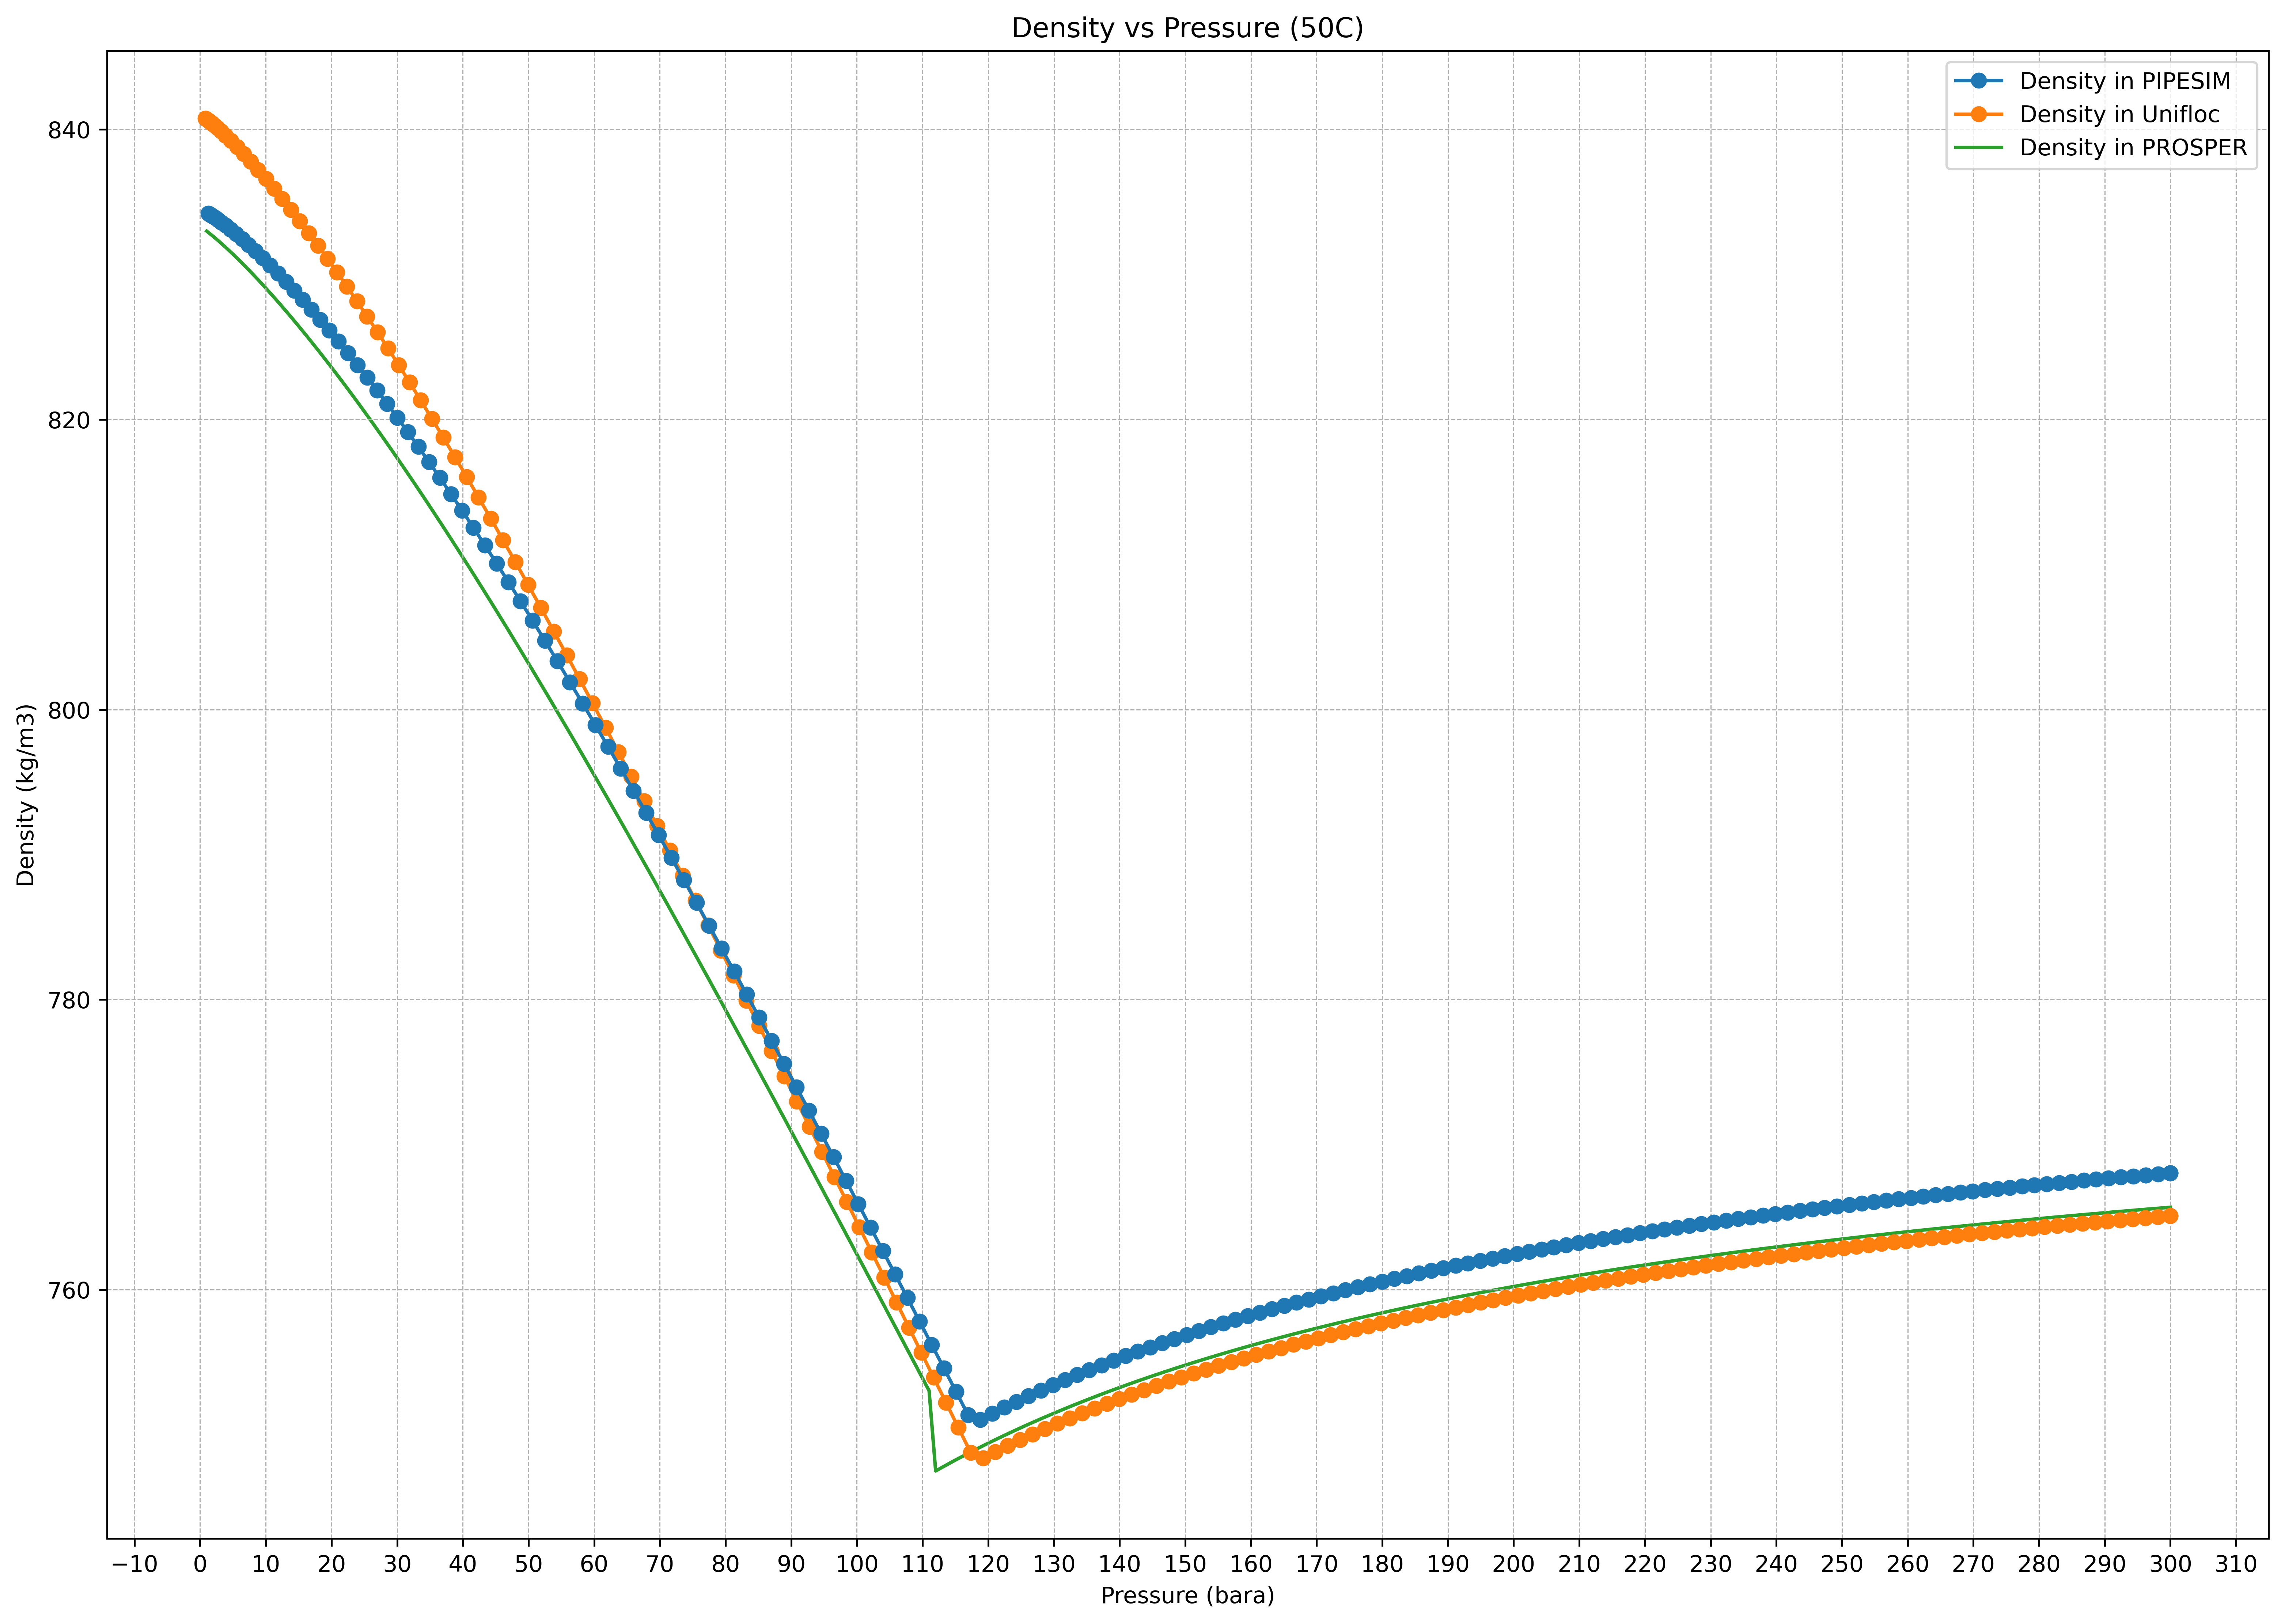 Density vs Pressure (50C)
Density in PIPESIM
Density in Unifloc
Density in PROSPER
Density (kg/m3)
840
820
800
780
760
−10 0 10 20 30 40 50 60 70 80 90 100 110 120 130 140 150 160 170 180 190 200 210 220 230 240 250 260 270 280 290 300 310
Pressure (bara)